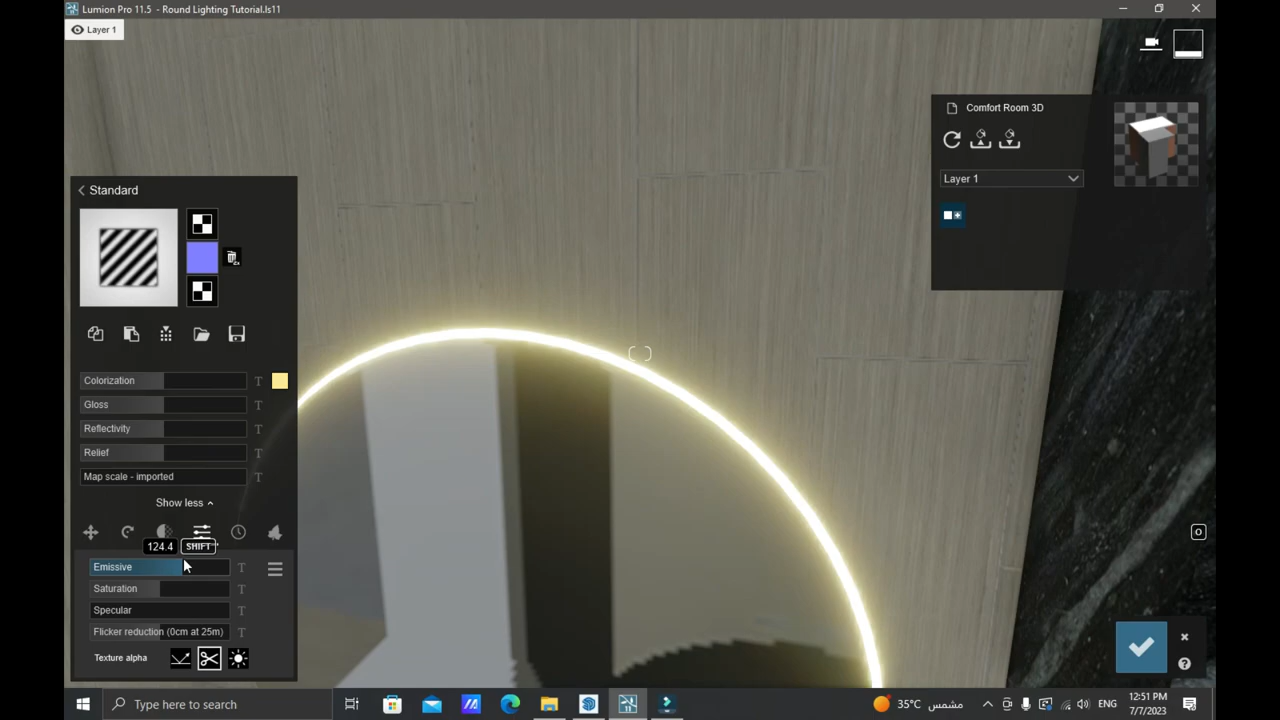 Lumion Pro 11.5 - Round Lighting Tutorial.ls11
Layer 1
Comfort Room 3D
Layer 1
Standard
Colorization T
Gloss T
Reflectivity T
Relief T
Map scale - imported T
Show less
124.4 SHIFT
Emissive T
Saturation T
Specular T
Flicker reduction (0cm at 25m) T
Texture alpha
Type here to search
35°C مشمس
ENG
12:51 PM
7/7/2023